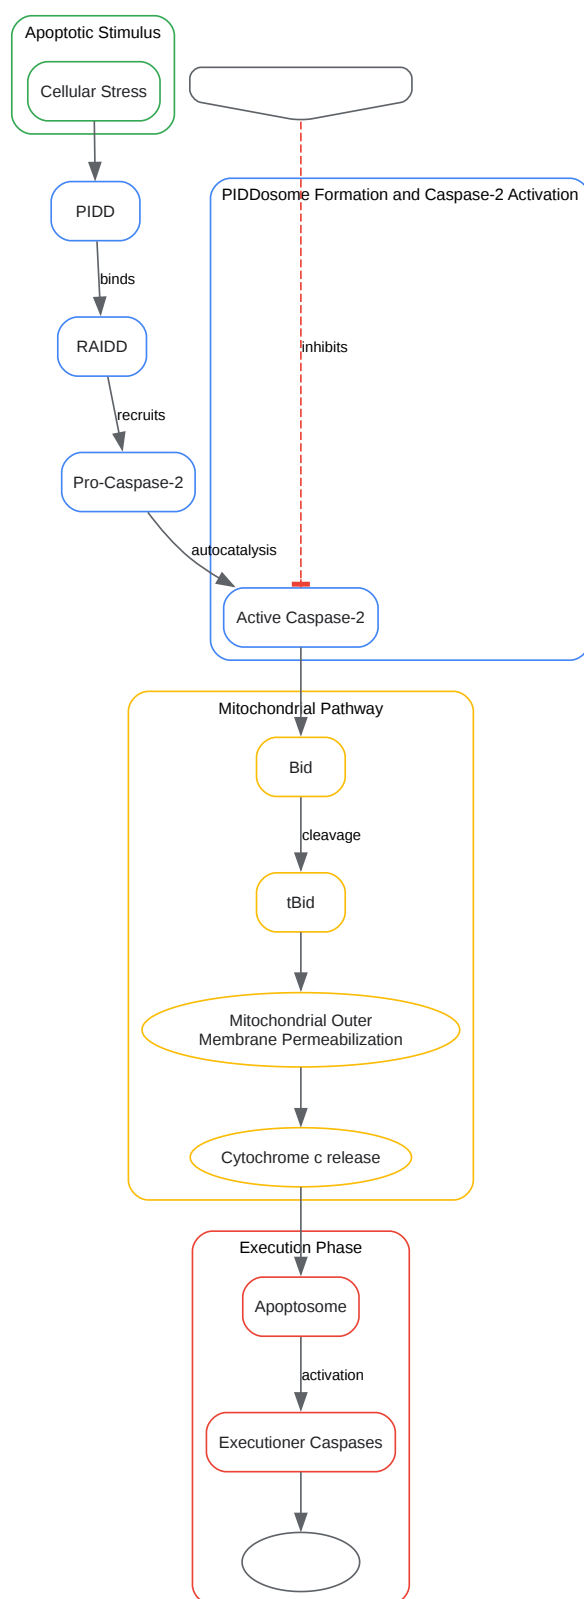 Apoptotic Stimulus
Cellular Stress
PIDD
PIDDosome Formation and Caspase-2 Activation
binds
RAIDD
inhibits
recruits
Pro-Caspase-2
autocatalysis
Active Caspase-2
Mitochondrial Pathway
Bid
cleavage
tBid
Mitochondrial Outer
Membrane Permeabilization
Cytochrome c release
Execution Phase
Apoptosome
activation
Executioner Caspases